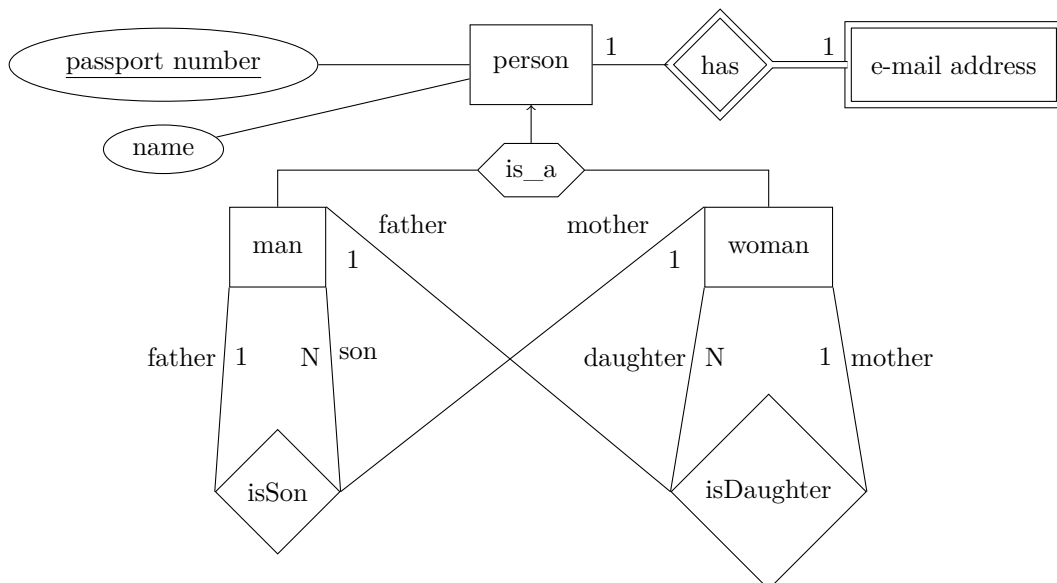 passport number
person
1
has
1
e-mail address
name
is_a
man
father
1
mother
1
woman
father
1
N
son
daughter
N
1
mother
isSon
isDaughter